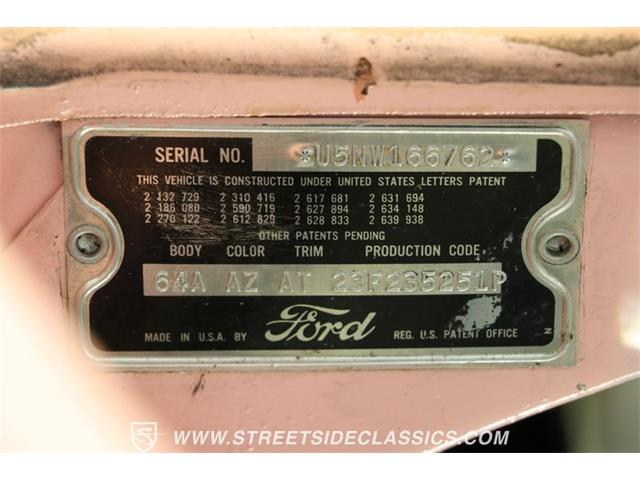 SERIAL NO. *U5NW166762*
THIS VEHICLE IS CONSTRUCTED UNDER UNITED STATES LETTERS PATENT
2 132 729 2 310 416 2 617 681 2 631 694
2 186 080 2 590 719 2 627 894 2 634 148
2 270 122 2 612 829 2 628 833 2 639 938
OTHER PATENTS PENDING
BODY COLOR TRIM PRODUCTION CODE
64A AZ AT 23F235251P
MADE IN U.S.A. BY Ford REG. U.S. PATENT OFFICE
N
WWW.STREETSIDECLASSICS.COM